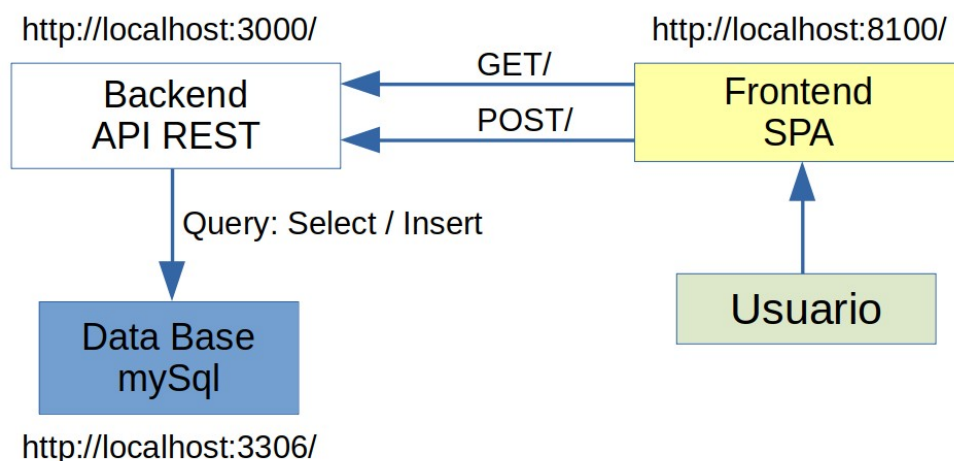 http://localhost:3000/
http://localhost:8100/
Backend
API REST
GET/
POST/
Frontend
SPA
Query: Select / Insert
Usuario
Data Base
mySql
http://localhost:3306/